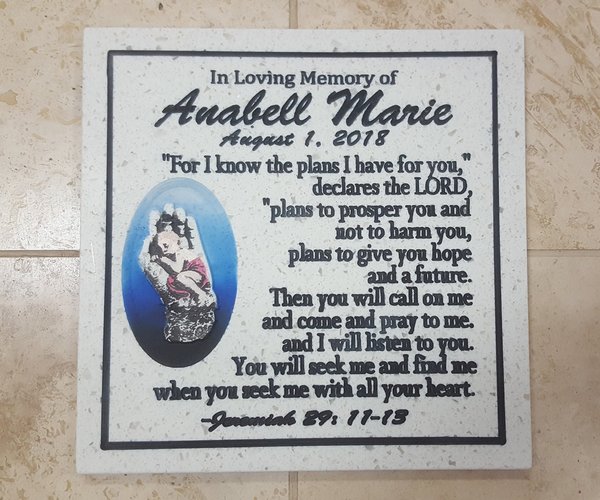 In Loving Memory of
Anabell Marie
August 1, 2018
"For I know the plans I have for you,"
declares the LORD,
"plans to prosper you and
not to harm you,
plans to give you hope
and a future.
Then you will call on me
and come and pray to me.
and I will listen to you.
You will seek me and find me
when you seek me with all your heart.
-Jeremiah 29: 11-13